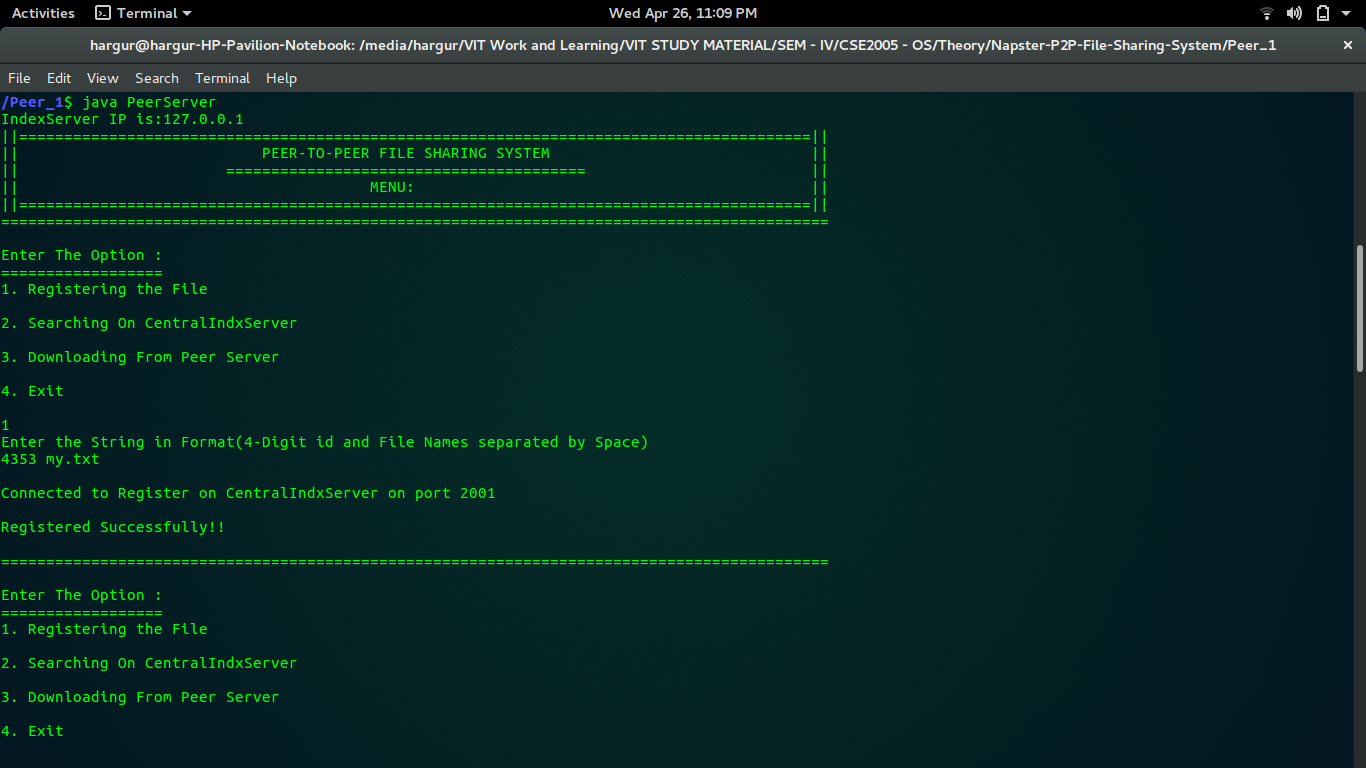 Activities Terminal Wed Apr 26, 11:09 PM
hargur@hargur-HP-Pavilion-Notebook: /media/hargur/VIT Work and Learning/VIT STUDY MATERIAL/SEM - IV/CSE2005 - OS/Theory/Napster-P2P-File-Sharing-System/Peer_1
File Edit View Search Terminal Help
/Peer_1$ java PeerServer
IndexServer IP is:127.0.0.1
||========================================================================================||
|| PEER-TO-PEER FILE SHARING SYSTEM ||
|| ======================================== ||
|| MENU: ||
||========================================================================================||
============================================================================================
Enter The Option :
==================
1. Registering the File
2. Searching On CentralIndxServer
3. Downloading From Peer Server
4. Exit
1
Enter the String in Format(4-Digit id and File Names separated by Space)
4353 my.txt
Connected to Register on CentralIndxServer on port 2001
Registered Successfully!!
============================================================================================
Enter The Option :
==================
1. Registering the File
2. Searching On CentralIndxServer
3. Downloading From Peer Server
4. Exit